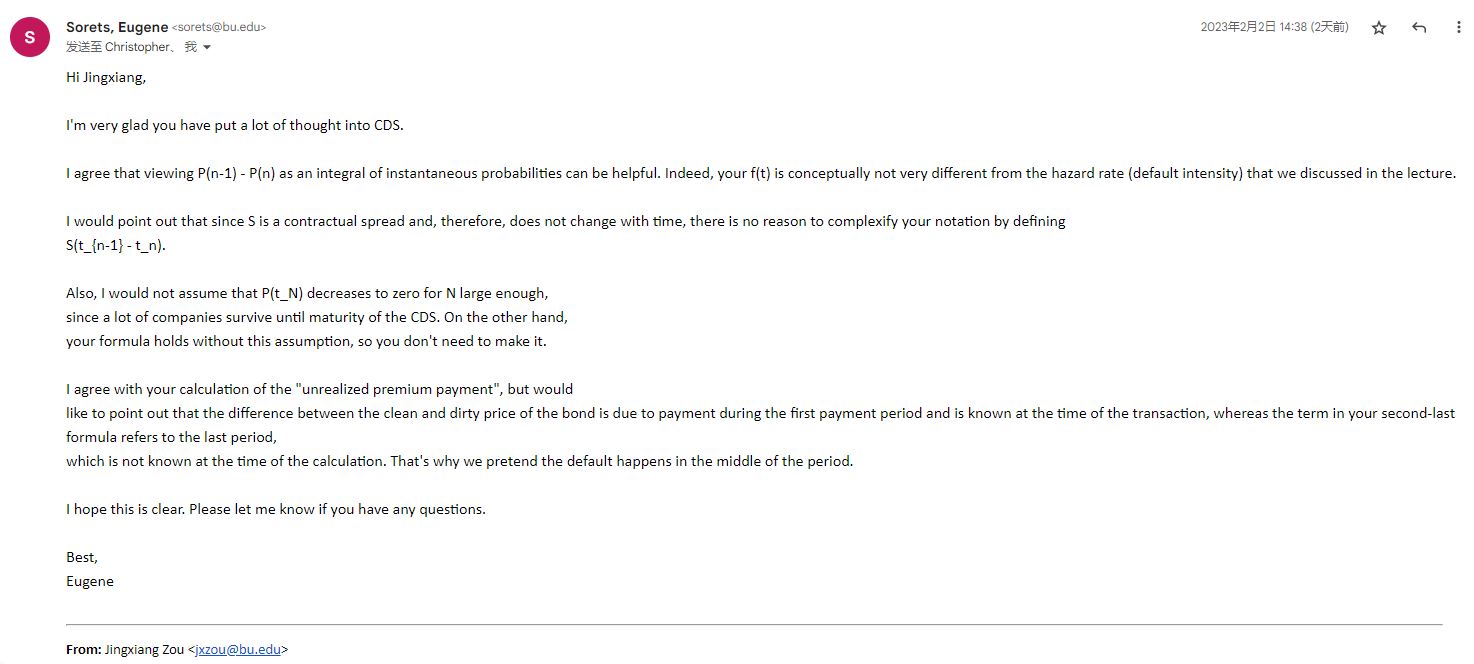 S
Sorets, Eugene <sorets@bu.edu>
2023年2月2日 14:38 (2天前)
发送至 Christopher、 我
Hi Jingxiang,
I'm very glad you have put a lot of thought into CDS.
I agree that viewing P(n-1) - P(n) as an integral of instantaneous probabilities can be helpful. Indeed, your f(t) is conceptually not very different from the hazard rate (default intensity) that we discussed in the lecture.
I would point out that since S is a contractual spread and, therefore, does not change with time, there is no reason to complexify your notation by defining
S(t_{n-1} - t_n).
Also, I would not assume that P(t_N) decreases to zero for N large enough,
since a lot of companies survive until maturity of the CDS. On the other hand,
your formula holds without this assumption, so you don't need to make it.
I agree with your calculation of the "unrealized premium payment", but would
like to point out that the difference between the clean and dirty price of the bond is due to payment during the first payment period and is known at the time of the transaction, whereas the term in your second-last
formula refers to the last period,
which is not known at the time of the calculation. That's why we pretend the default happens in the middle of the period.
I hope this is clear. Please let me know if you have any questions.
Best,
Eugene
From: Jingxiang Zou <jxzou@bu.edu>